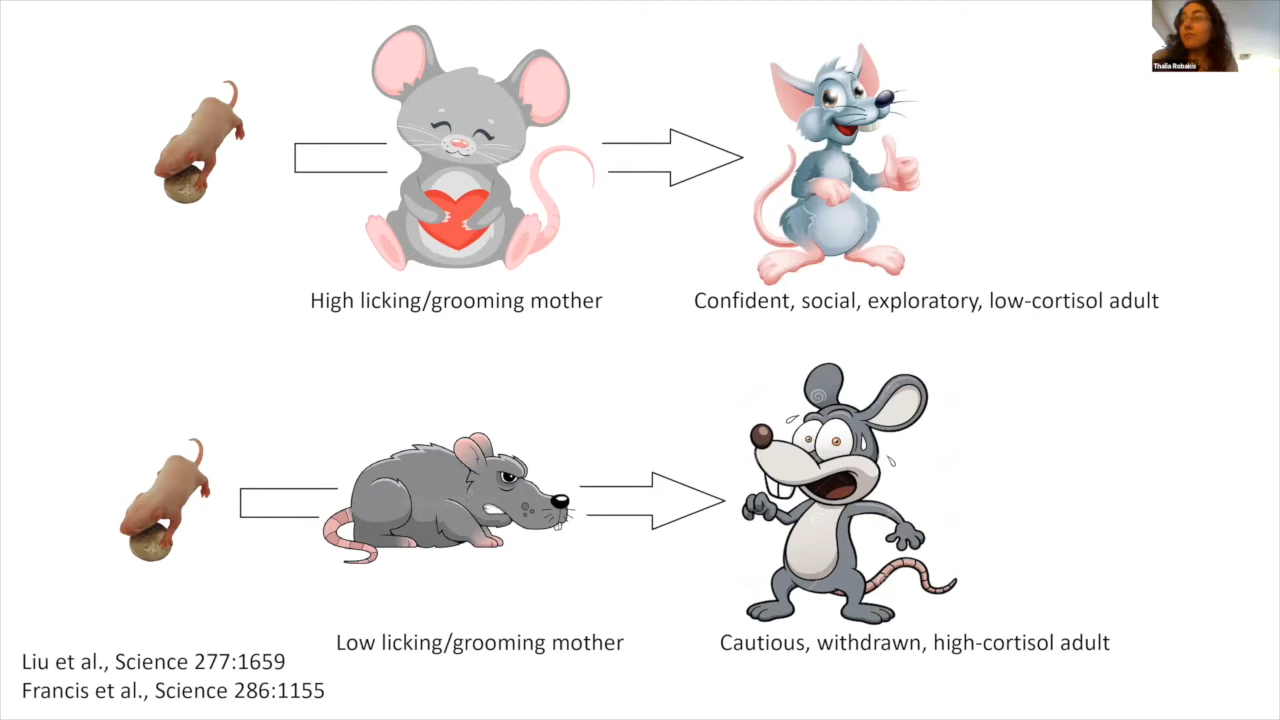 Thalia Robakis
High licking/grooming mother
Confident, social, exploratory, low-cortisol adult
Low licking/grooming mother
Cautious, withdrawn, high-cortisol adult
Liu et al., Science 277:1659
Francis et al., Science 286:1155